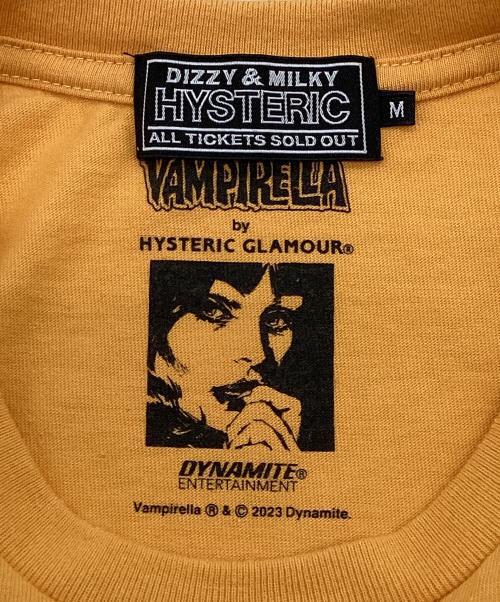 DIZZY & MILKY
HYSTERIC
M
ALL TICKETS SOLD OUT
VAMPIRELLA
by
HYSTERIC GLAMOUR®
DYNAMITE®
ENTERTAINMENT
Vampirella ® & © 2023 Dynamite.